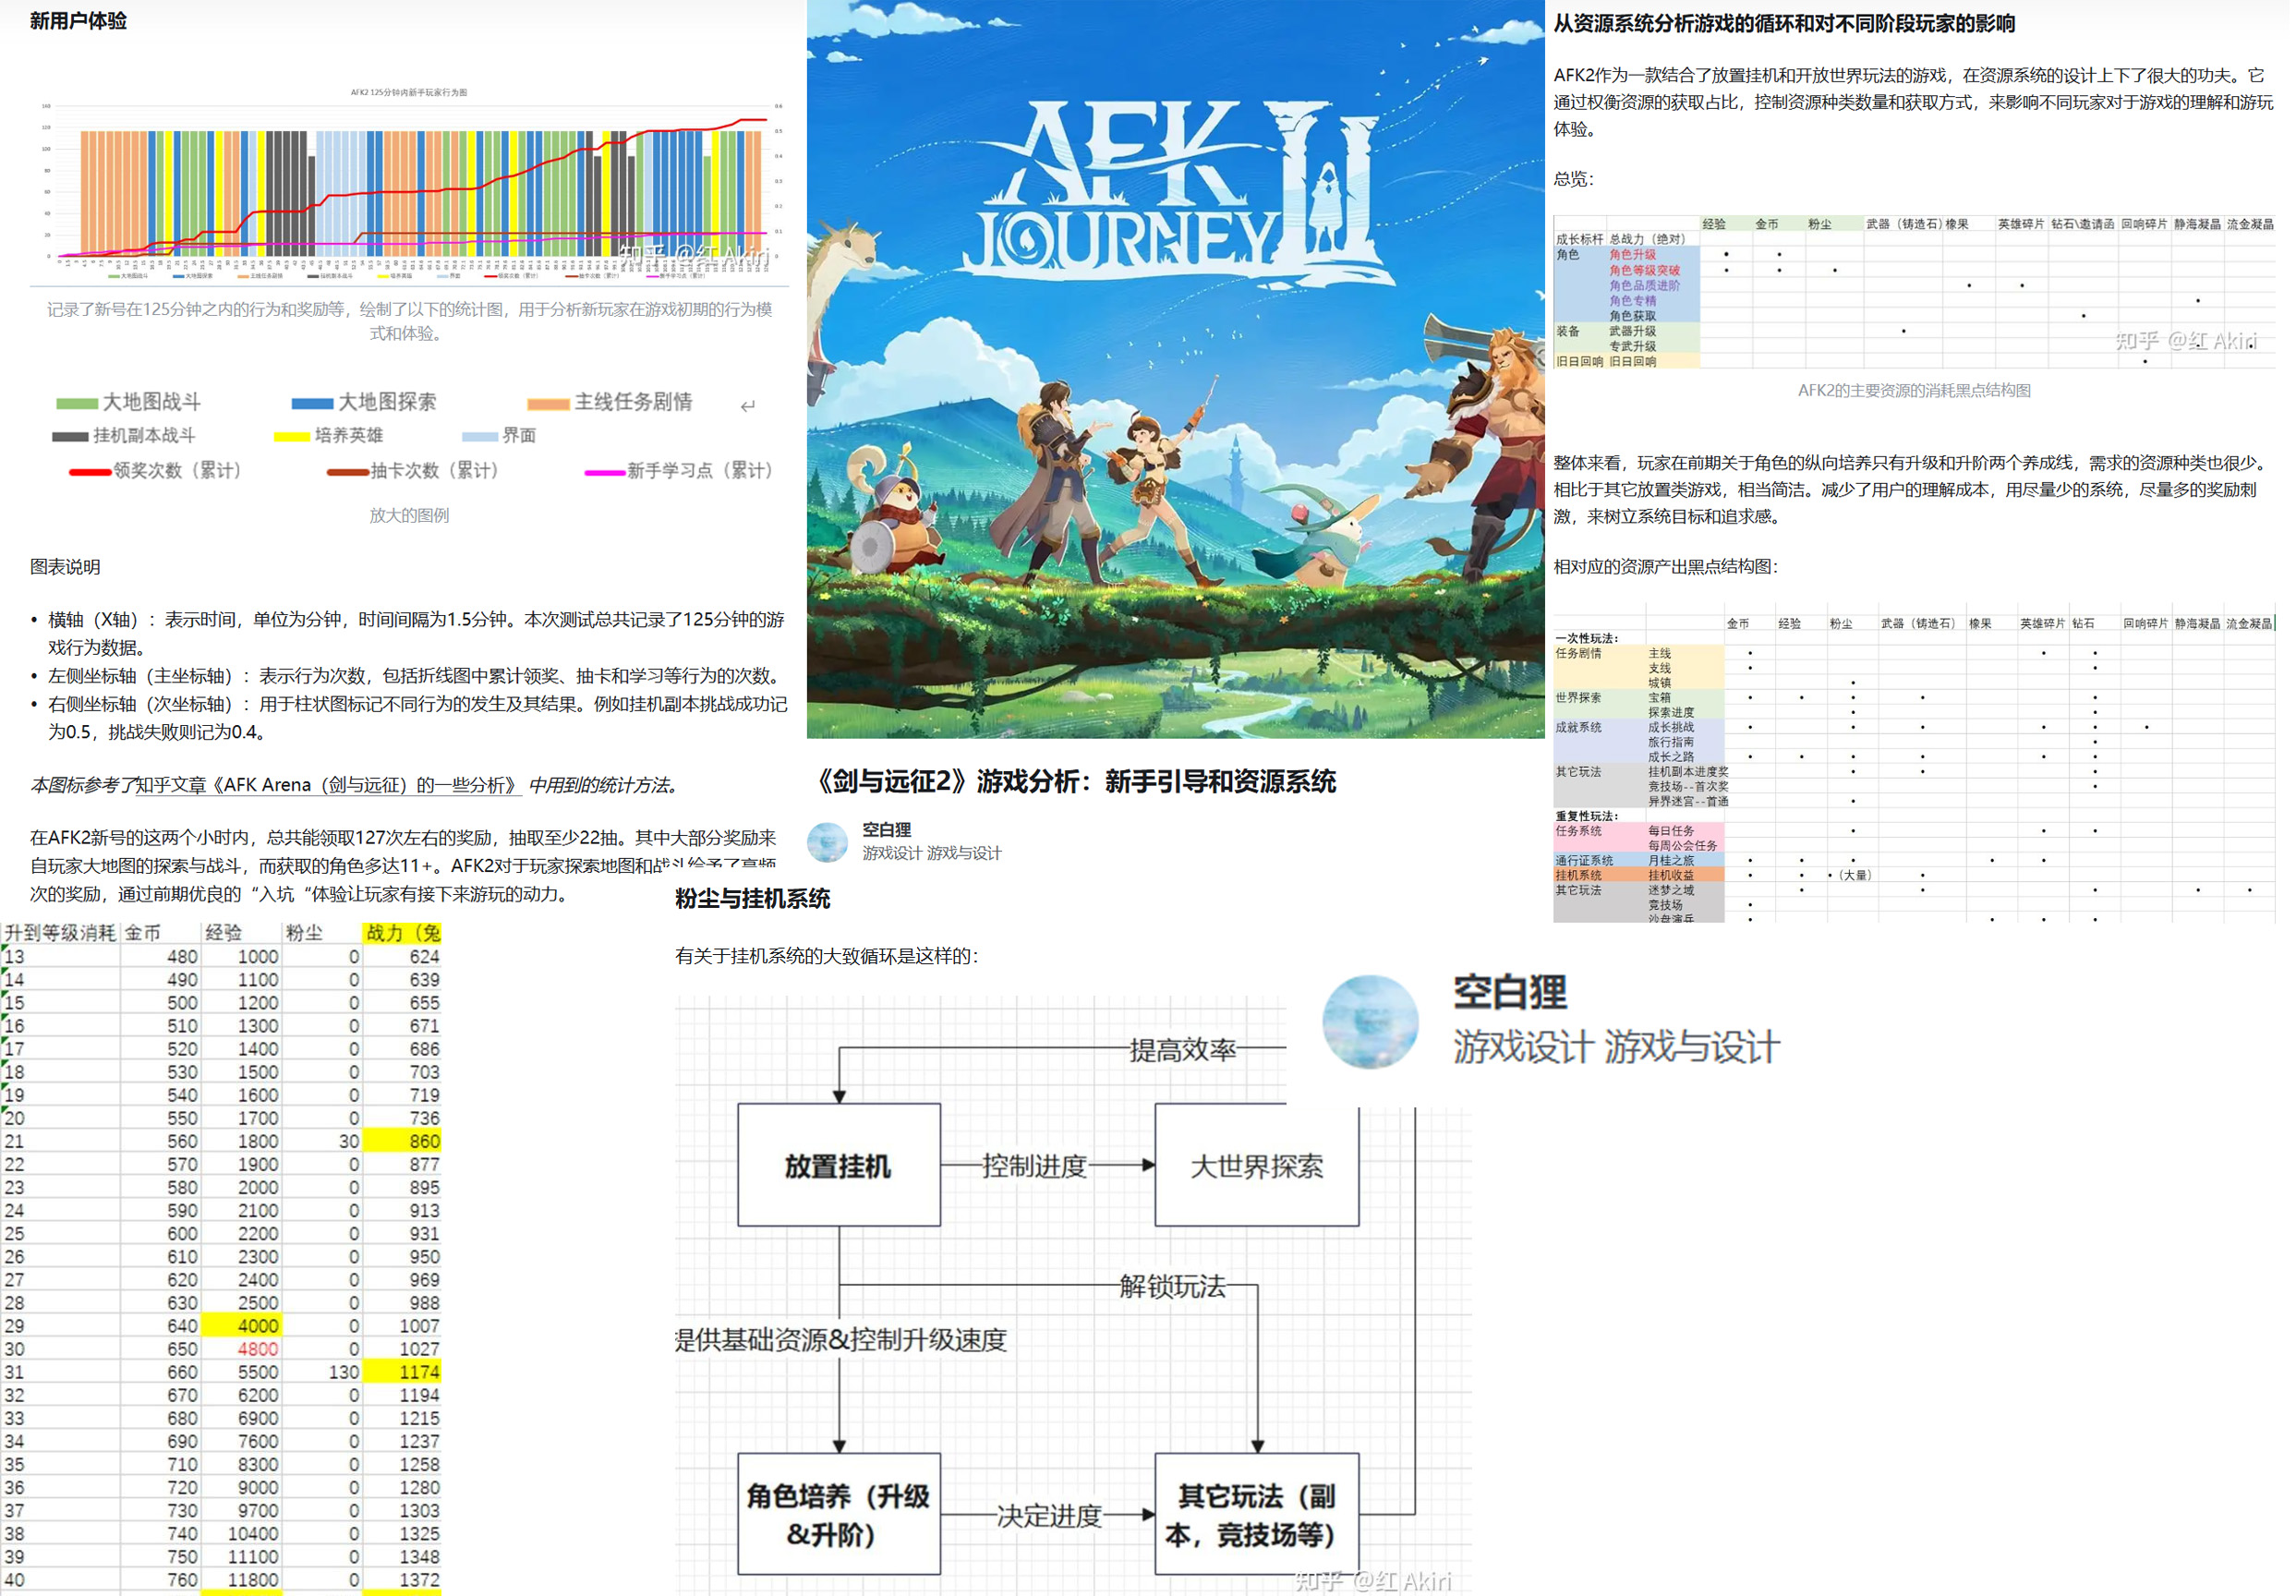 新用户体验
AFK2 125分钟内新手玩家行为图
知乎 @红 Akiri
记录了新号在125分钟之内的行为和奖励等，绘制了以下的统计图，用于分析新玩家在游戏初期的行为模
式和体验。
大地图战斗 大地图探索 主线任务剧情
挂机副本战斗 培养英雄 界面
领奖次数（累计） 抽卡次数（累计） 新手学习点（累计）
放大的图例
图表说明
• 横轴（X轴）：表示时间，单位为分钟，时间间隔为1.5分钟。本次测试总共记录了125分钟的游
戏行为数据。
• 左侧坐标轴（主坐标轴）：表示行为次数，包括折线图中累计领奖、抽卡和学习等行为的次数。
• 右侧坐标轴（次坐标轴）：用于柱状图标记不同行为的发生及其结果。例如挂机副本挑战成功记
为0.5，挑战失败则记为0.4。
本图标参考了知乎文章《AFK Arena（剑与远征）的一些分析》 中用到的统计方法。
在AFK2新号的这两个小时内，总共能领取127次左右的奖励，抽取至少22抽。其中大部分奖励来
自玩家大地图的探索与战斗，而获取的角色多达11+。AFK2对于玩家探索地图和战斗给予了高频
次的奖励，通过前期优良的“入坑“体验让玩家有接下来游玩的动力。
升到等级消耗 金币 经验 粉尘 战力（兔
13 480 1000 0 624
14 490 1100 0 639
15 500 1200 0 655
16 510 1300 0 671
17 520 1400 0 686
18 530 1500 0 703
19 540 1600 0 719
20 550 1700 0 736
21 560 1800 30 860
22 570 1900 0 877
23 580 2000 0 895
24 590 2100 0 913
25 600 2200 0 931
26 610 2300 0 950
27 620 2400 0 969
28 630 2500 0 988
29 640 4000 0 1007
30 650 4800 0 1027
31 660 5500 130 1174
32 670 6200 0 1194
33 680 6900 0 1215
34 690 7600 0 1237
35 710 8300 0 1258
36 720 9000 0 1280
37 730 9700 0 1303
38 740 10400 0 1325
39 750 11100 0 1348
40 760 11800 0 1372
AFK
JOURNEY II
《剑与远征2》游戏分析：新手引导和资源系统
空白狸
游戏设计 游戏与设计
粉尘与挂机系统
有关于挂机系统的大致循环是这样的：
提高效率
放置挂机 控制进度 大世界探索
解锁玩法
提供基础资源&控制升级速度
角色培养（升级
&升阶）
决定进度
其它玩法（副
本，竞技场等）
知乎 @红 Akiri
空白狸
游戏设计 游戏与设计
从资源系统分析游戏的循环和对不同阶段玩家的影响
AFK2作为一款结合了放置挂机和开放世界玩法的游戏，在资源系统的设计上下了很大的功夫。它
通过权衡资源的获取占比，控制资源种类数量和获取方式，来影响不同玩家对于游戏的理解和游玩
体验。
总览：
经验 金币 粉尘 武器（铸造石） 橡果 英雄碎片 钻石\邀请函 回响碎片 静海凝晶 流金凝晶
成长标杆 总战力（绝对）
角色 角色升级
角色等级突破
角色品质进阶
角色专精
角色获取
装备 武器升级
专武升级
旧日回响 旧日回响
知乎 @红 Akiri
AFK2的主要资源的消耗黑点结构图
整体来看，玩家在前期关于角色的纵向培养只有升级和升阶两个养成线，需求的资源种类也很少。
相比于其它放置类游戏，相当简洁。减少了用户的理解成本，用尽量少的系统，尽量多的奖励刺
激，来树立系统目标和追求感。
相对应的资源产出黑点结构图：
金币 经验 粉尘 武器（铸造石） 橡果 英雄碎片 钻石 回响碎片 静海凝晶 流金凝晶
一次性玩法：
任务剧情 主线
支线
城镇
世界探索 宝箱
探索进度
成就系统 成长挑战
旅行指南
成长之路
其它玩法 挂机副本进度奖
竞技场--首次奖
异界迷宫--首通
重复性玩法：
任务系统 每日任务
每周公会任务
通行证系统 月桂之旅
挂机系统 挂机收益 （大量）
其它玩法 迷梦之域
竞技场
沙盘演兵